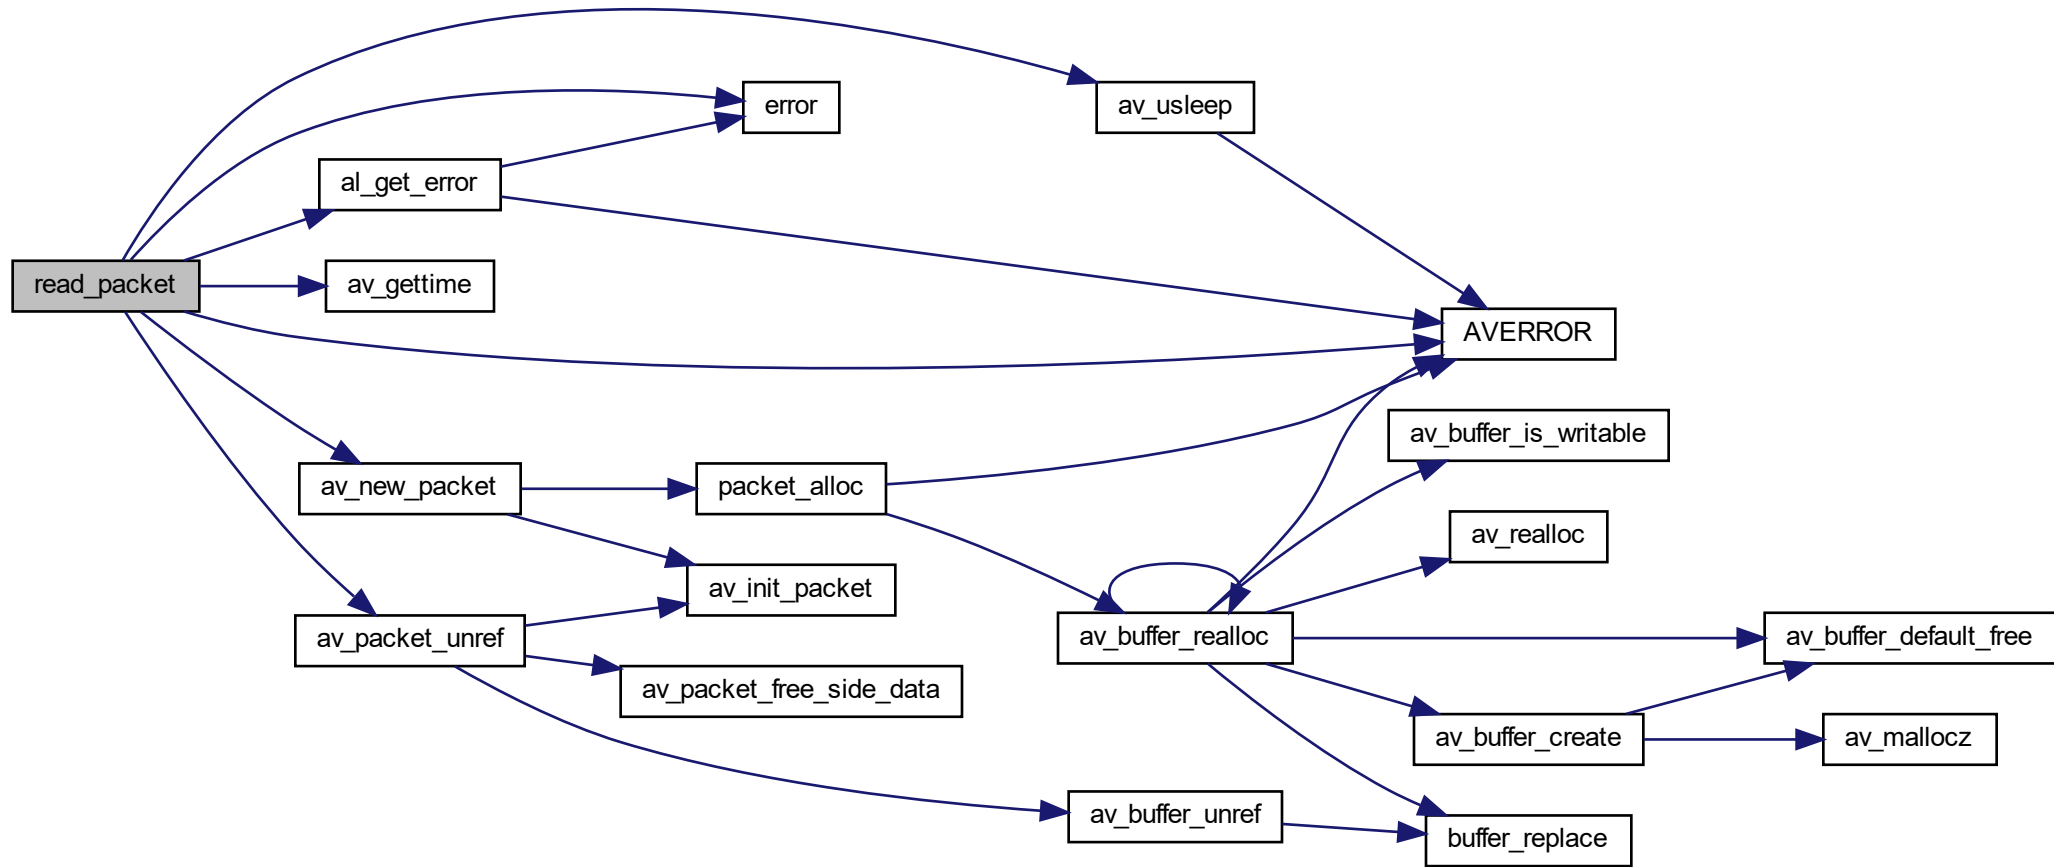 av_usleep
error
al_get_error
read_packet
av_gettime
AVERROR
av_buffer_is_writable
av_new_packet
packet_alloc
av_realloc
av_init_packet
av_packet_unref
av_buffer_realloc
av_buffer_default_free
av_packet_free_side_data
av_buffer_create
av_mallocz
av_buffer_unref
buffer_replace